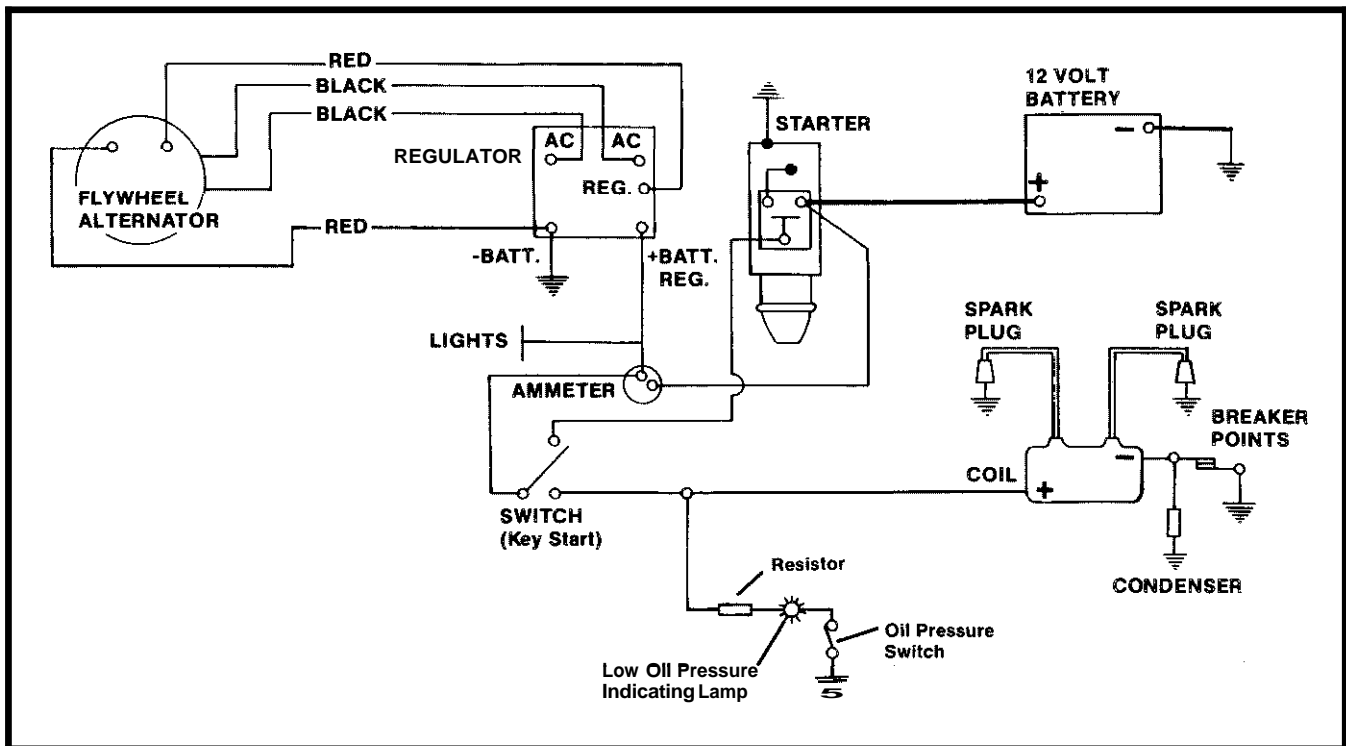 RED
BLACK
BLACK
12 VOLT
BATTERY
−
+
STARTER
AC AC
REGULATOR
REG.
FLYWHEEL
ALTERNATOR
RED
-BATT.
+BATT.
REG.
LIGHTS
AMMETER
SPARK
PLUG
SPARK
PLUG
BREAKER
POINTS
COIL
−
+
SWITCH
(Key Start)
CONDENSER
Resistor
Oil Pressure
Switch
Low Oil Pressure
Indicating Lamp
5